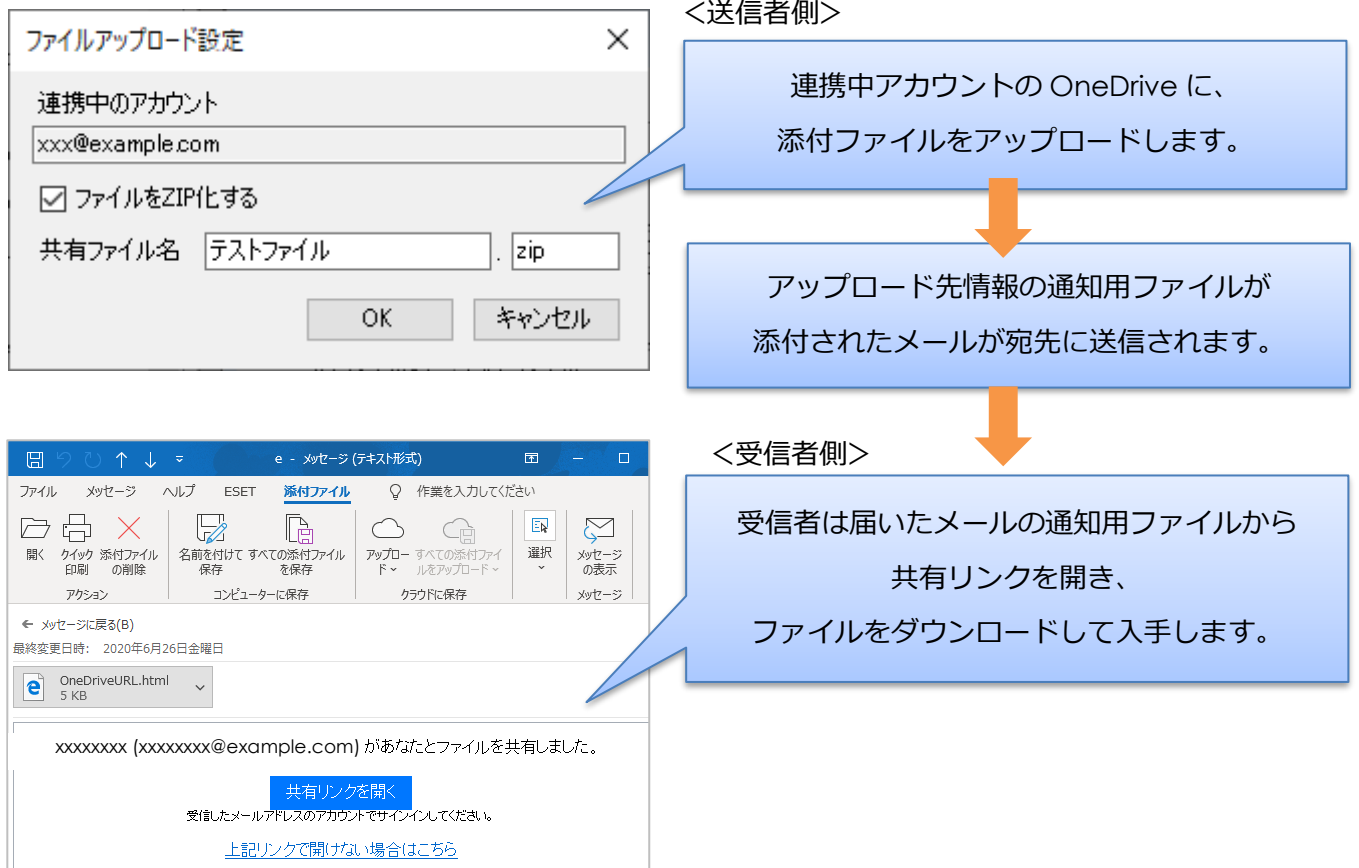 ファイルアップロード設定
連携中のアカウント
xxx@example.com
ファイルをZIP化する
共有ファイル名 テストファイル . zip
OK キャンセル
<送信者側>
連携中アカウントの OneDrive に、
添付ファイルをアップロードします。
アップロード先情報の通知用ファイルが
添付されたメールが宛先に送信されます。
<受信者側>
受信者は届いたメールの通知用ファイルから
共有リンクを開き、
ファイルをダウンロードして入手します。
e - メッセージ (テキスト形式)
ファイル メッセージ ヘルプ ESET 添付ファイル 作業を入力してください
開く クイック印刷 添付ファイルの削除 名前を付けて保存 すべての添付ファイルを保存 アップロード すべての添付ファイルをアップロード 選択 メッセージの表示
アクション コンピューターに保存 クラウドに保存 メッセージ
← メッセージに戻る(B)
最終変更日時: 2020年6月26日金曜日
OneDriveURL.html
5 KB
xxxxxxxx (xxxxxxxx@example.com) があなたとファイルを共有しました。
共有リンクを開く
受信したメールアドレスのアカウントでサインインしてください。
上記リンクで開けない場合はこちら